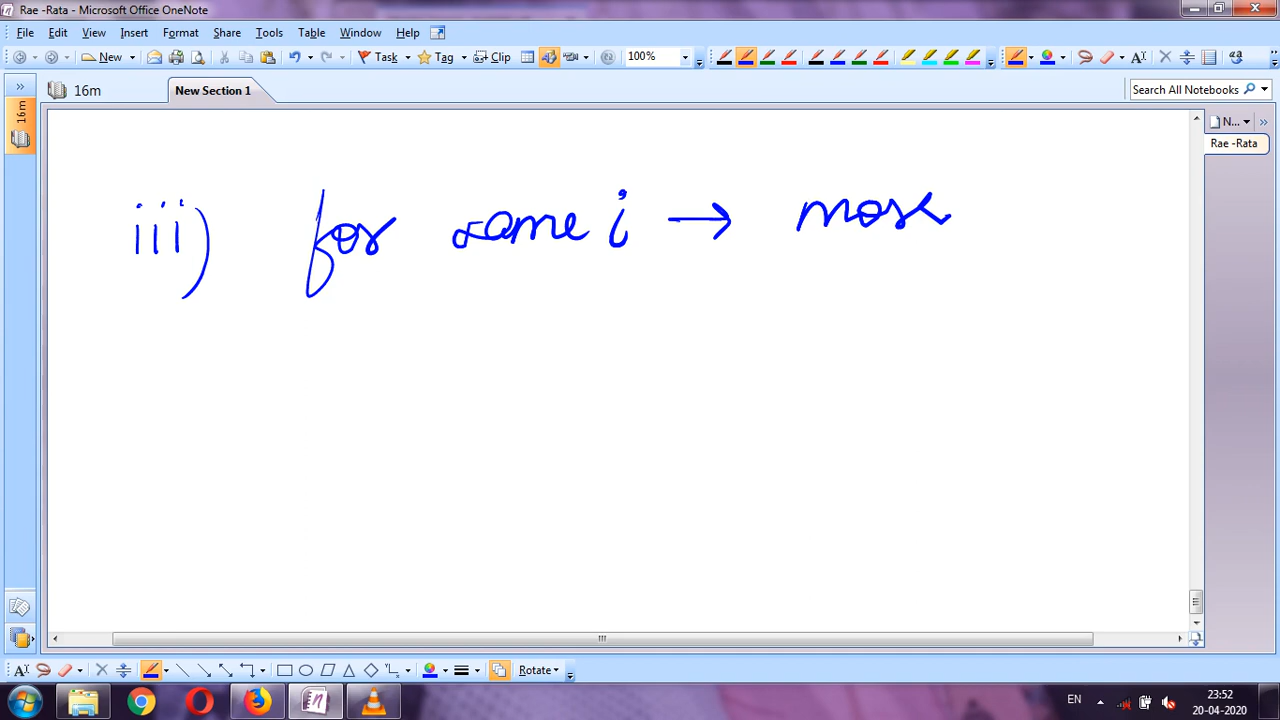 Rae -Rata - Microsoft Office OneNote
File Edit View Insert Format Share Tools Table Window Help
New Task Tag Clip 100%
16m New Section 1 Search All Notebooks
N...
16m
Rae -Rata
iii) for same i → more
Rotate
EN 23:52
20-04-2020